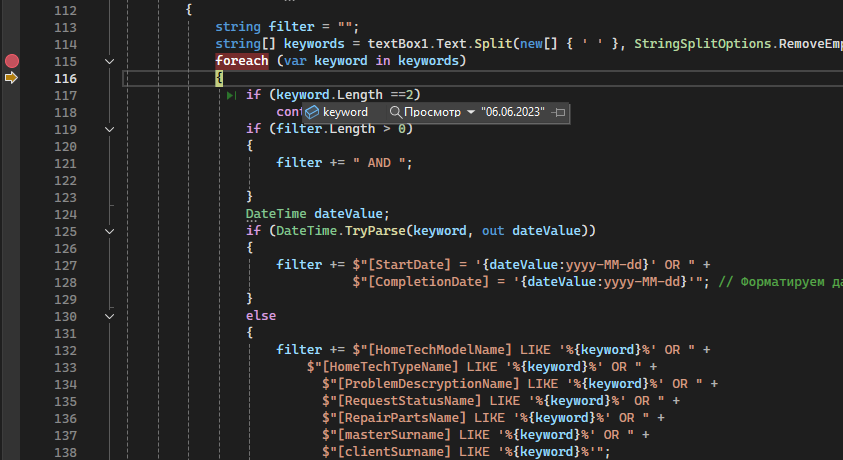 112 {
113 string filter = "";
114 string[] keywords = textBox1.Text.Split(new[] { ' ' }, StringSplitOptions.RemoveEmp
115 foreach (var keyword in keywords)
116 {
117 if (keyword.Length ==2)
118 cont keyword Просмотр "06.06.2023"
119 if (filter.Length > 0)
120 {
121 filter += " AND ";
122
123 }
124 DateTime dateValue;
125 if (DateTime.TryParse(keyword, out dateValue))
126 {
127 filter += $"[StartDate] = '{dateValue:yyyy-MM-dd}' OR " +
128 $"[CompletionDate] = '{dateValue:yyyy-MM-dd}'"; // Форматируем да
129 }
130 else
131 {
132 filter += $"[HomeTechModelName] LIKE '%{keyword}%' OR " +
133 $"[HomeTechTypeName] LIKE '%{keyword}%' OR " +
134 $"[ProblemDescryptionName] LIKE '%{keyword}%' OR " +
135 $"[RequestStatusName] LIKE '%{keyword}%' OR " +
136 $"[RepairPartsName] LIKE '%{keyword}%' OR " +
137 $"[masterSurname] LIKE '%{keyword}%' OR " +
138 $"[clientSurname] LIKE '%{keyword}%'";